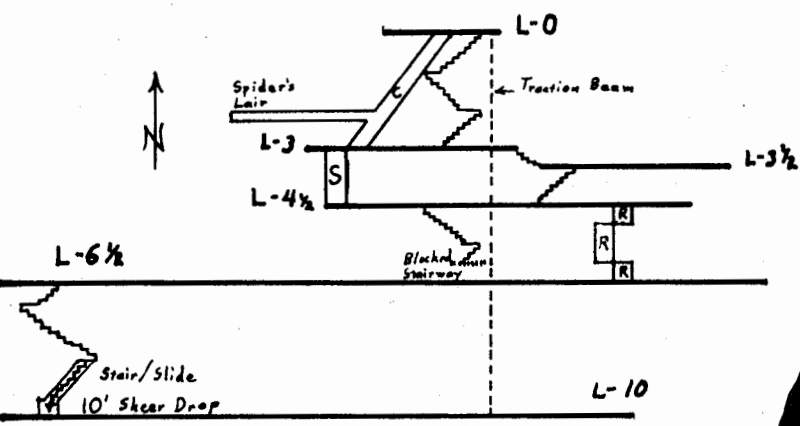 L-0
Spider's
Lair
C
← Traction Beam
N
L-3
L-3½
S
L-4½
R
R
R
Blocked
Stairway
L-6½
Stair/Slide
10' Sheer Drop
L-10